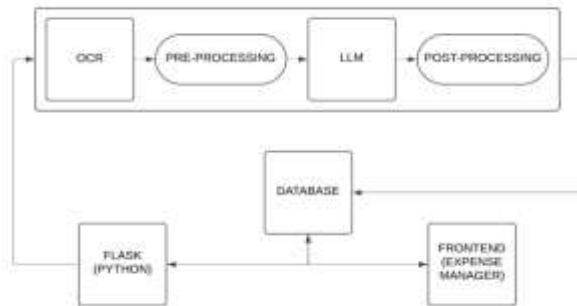 OCR
PRE-PROCESSING
LLM
POST-PROCESSING
DATABASE
FLASK
(PYTHON)
FRONTEND
(EXPENSE
MANAGER)